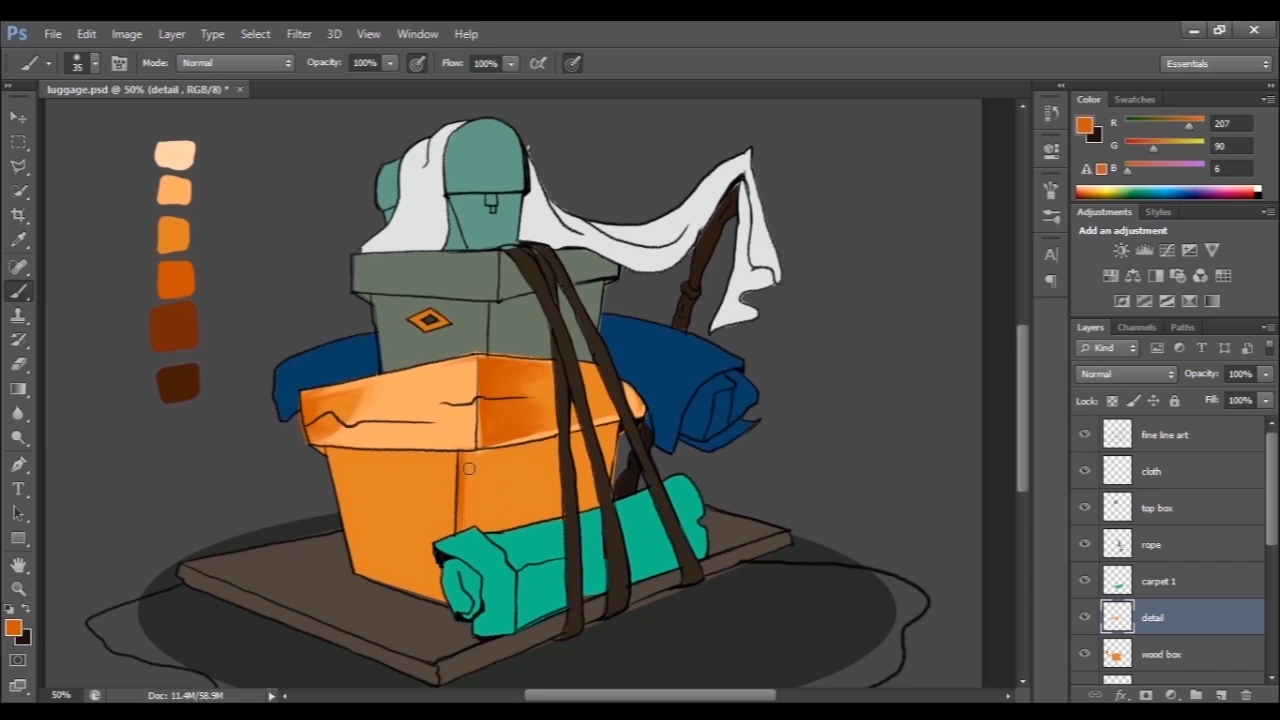 Ps File Edit Image Layer Type Select Filter 3D View Window Help
35 Mode: Normal Opacity: 100% Flow: 100% Essentials
luggage.psd @ 50% (detail , RGB/8) * ×
Color Swatches
R 207
G 90
B 6
Adjustments Styles
Add an adjustment
Layers Channels Paths
Kind
Normal Opacity: 100%
Lock: Fill: 100%
fine line art
cloth
top box
rope
carpet 1
detail
wood box
50% Doc: 11.4M/58.9M